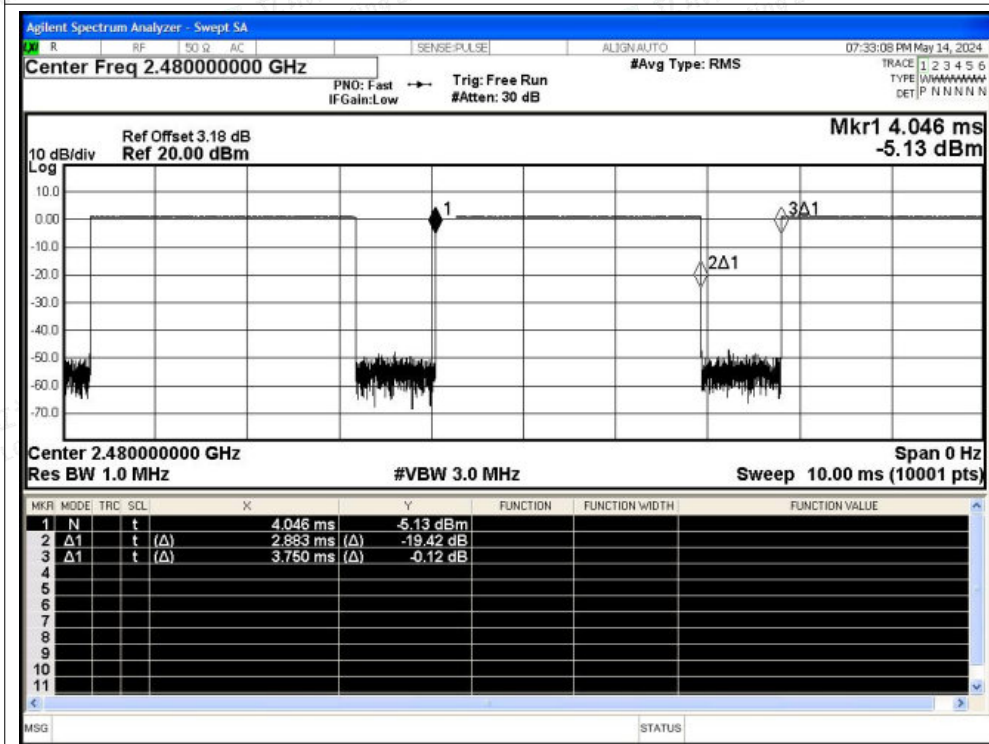 Agilent Spectrum Analyzer - Swept SA
LXI R RF 50 Ω AC SENSE:PULSE ALIGN AUTO 07:33:08 PM May 14, 2024
Center Freq 2.480000000 GHz
PNO: Fast
IFGain:Low
Trig: Free Run
#Atten: 30 dB
#Avg Type: RMS
TRACE 1 2 3 4 5 6
TYPE WWWWWW
DET P N N N N N
Mkr1 4.046 ms
-5.13 dBm
Ref Offset 3.18 dB
10 dB/div Ref 20.00 dBm
Log
10.0
0.00
-10.0
-20.0
-30.0
-40.0
-50.0
-60.0
-70.0
1
2Δ1
3Δ1
Center 2.480000000 GHz Span 0 Hz
Res BW 1.0 MHz #VBW 3.0 MHz Sweep 10.00 ms (10001 pts)
MKR MODE TRC SCL X Y FUNCTION FUNCTION WIDTH FUNCTION VALUE
1 N t 4.046 ms -5.13 dBm
2 Δ1 t (Δ) 2.883 ms (Δ) -19.42 dB
3 Δ1 t (Δ) 3.750 ms (Δ) -0.12 dB
4
5
6
7
8
9
10
11
MSG STATUS